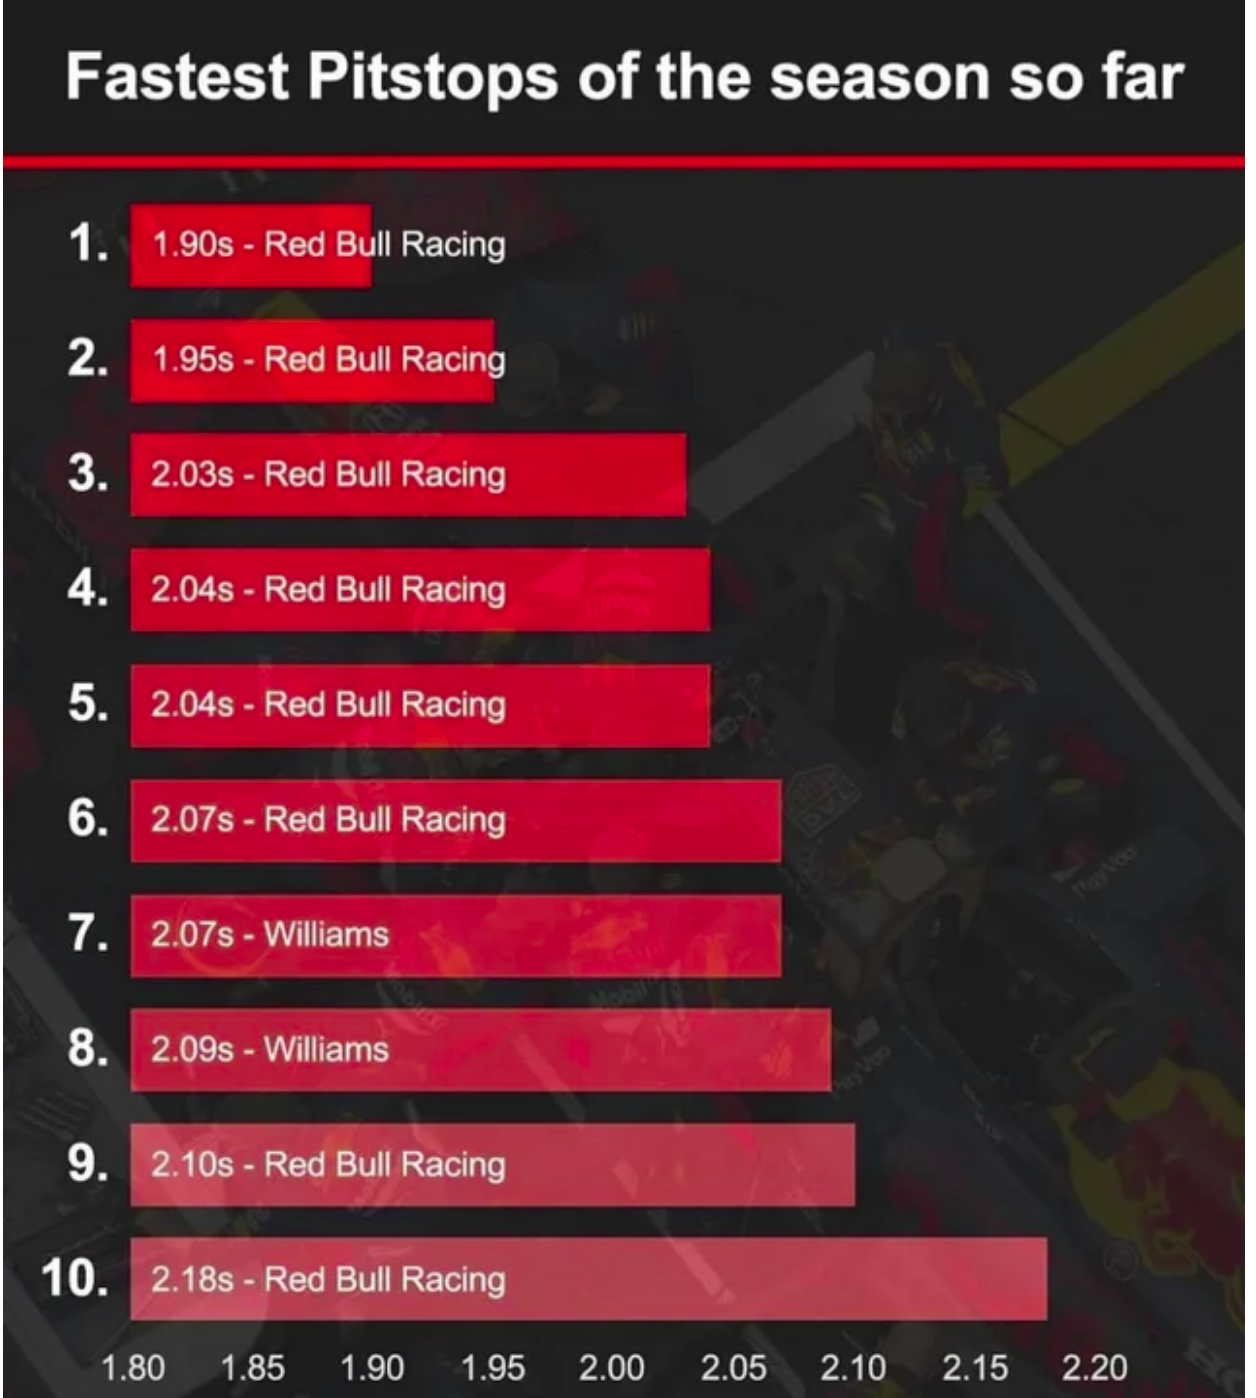 Fastest Pitstops of the season so far
1. 1.90s - Red Bull Racing
2. 1.95s - Red Bull Racing
3. 2.03s - Red Bull Racing
4. 2.04s - Red Bull Racing
5. 2.04s - Red Bull Racing
6. 2.07s - Red Bull Racing
7. 2.07s - Williams
8. 2.09s - Williams
9. 2.10s - Red Bull Racing
10. 2.18s - Red Bull Racing
1.80 1.85 1.90 1.95 2.00 2.05 2.10 2.15 2.20